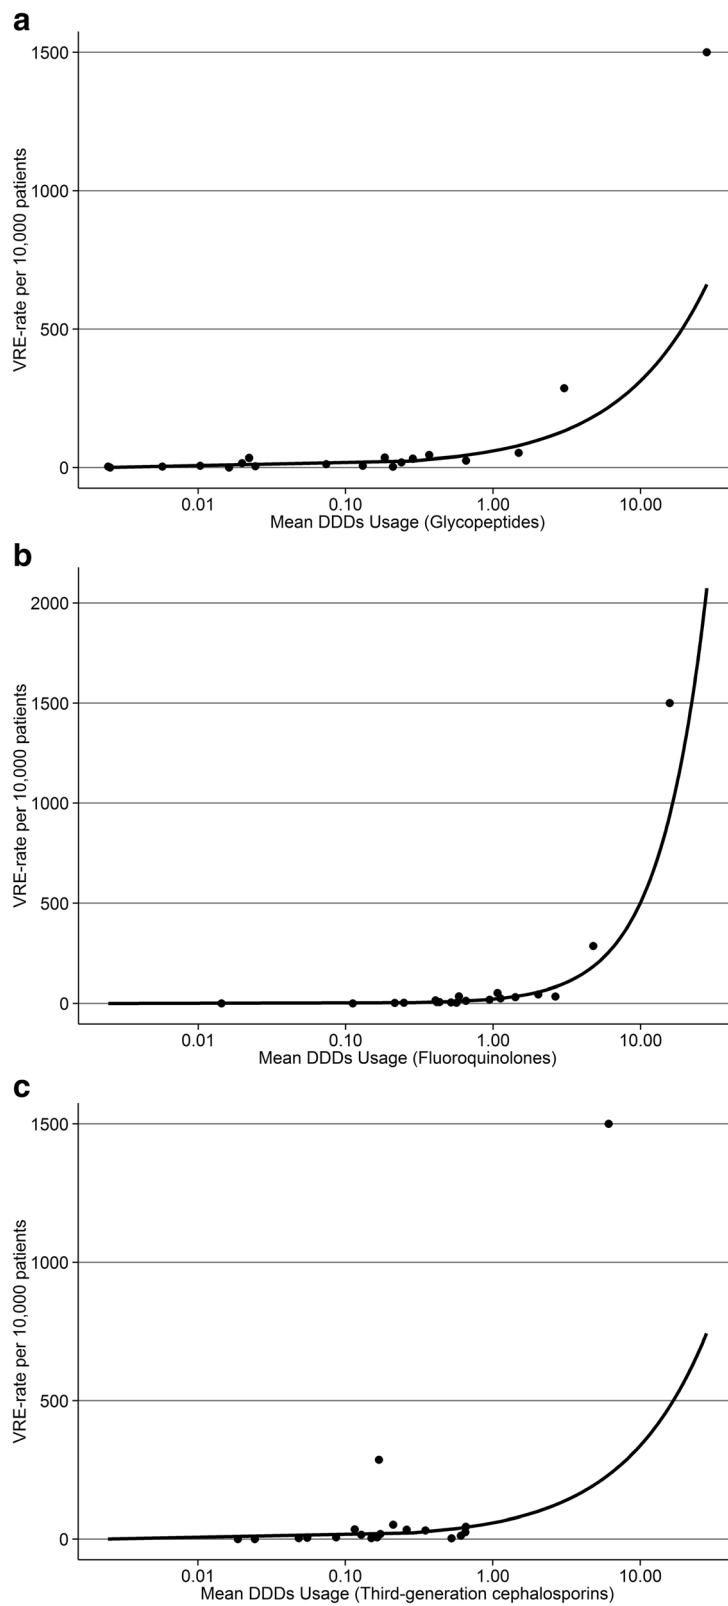 a
VRE-rate per 10,000 patients
1500
1000
500
0
0.01 0.10 1.00 10.00
Mean DDDs Usage (Glycopeptides)
b
VRE-rate per 10,000 patients
2000
1500
1000
500
0
0.01 0.10 1.00 10.00
Mean DDDs Usage (Fluoroquinolones)
c
VRE-rate per 10,000 patients
1500
1000
500
0
0.01 0.10 1.00 10.00
Mean DDDs Usage (Third-generation cephalosporins)